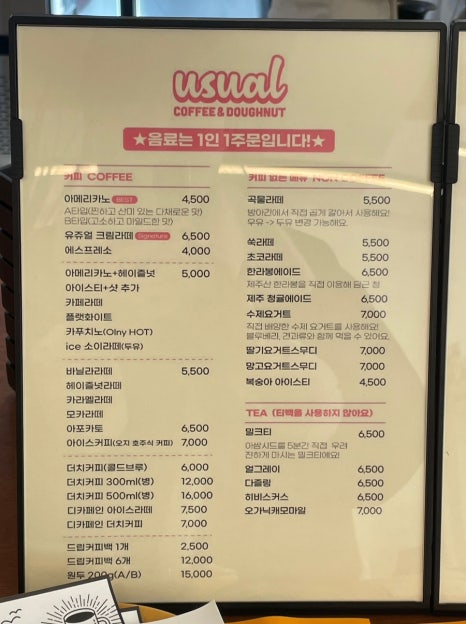 usual
COFFEE & DOUGHNUT
★음료는 1인 1주문입니다!★
커피 COFFEE
아메리카노 BEST 4,500
A타입(찐하고 산미 있는 다채로운 맛)
B타입(고소하고 마일드한 맛)
유쥬얼 크림라떼 Signature 6,500
에스프레소 4,000
아메리카노+헤이즐넛 5,000
아이스티+샷 추가
카페라떼
플랫화이트
카푸치노(Olny HOT)
ice 소이라떼(두유)
바닐라라떼 5,500
헤이즐넛라떼
카라멜라떼
모카라떼
아포카토 6,500
아이스커피(오지 호주식 커피) 7,000
더치커피(콜드브루) 6,000
더치커피 300ml(병) 12,000
더치커피 500ml(병) 16,000
디카페인 아이스라떼 7,500
디카페인 더치커피 7,000
드립커피백 1개 2,500
드립커피백 6개 12,000
원두 200g(A/B) 15,000
커피 없는 메뉴 NON COFFEE
곡물라떼 5,500
방아간에서 직접 곱게 갈아서 사용해요!
우유 -> 두유 변경 가능해요.
쑥라떼 5,500
초코라떼 5,500
한라봉에이드 6,500
제주산 한라봉을 직접 이용해 담근 청
제주 청귤에이드 6,500
수제요거트 7,000
직접 배양한 수제 요거트를 사용해요!
블루베리, 견과류와 함께 먹을 수 있어요.
딸기요거트스무디 7,000
망고요거트스무디 7,000
복숭아 아이스티 4,500
TEA (티백을 사용하지 않아요)
밀크티 6,500
아쌈시드를 5분간 직접 우려
진하게 마시는 밀크티에요!
얼그레이 6,500
다즐링 6,500
히비스커스 6,500
오가닉캐모마일 7,000